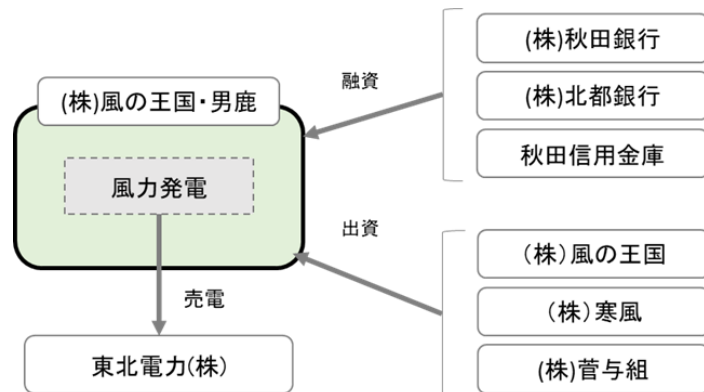 (株)風の王国・男鹿
風力発電
売電
東北電力(株)
融資
(株)秋田銀行
(株)北都銀行
秋田信用金庫
出資
（株）風の王国
（株）寒風
(株)菅与組